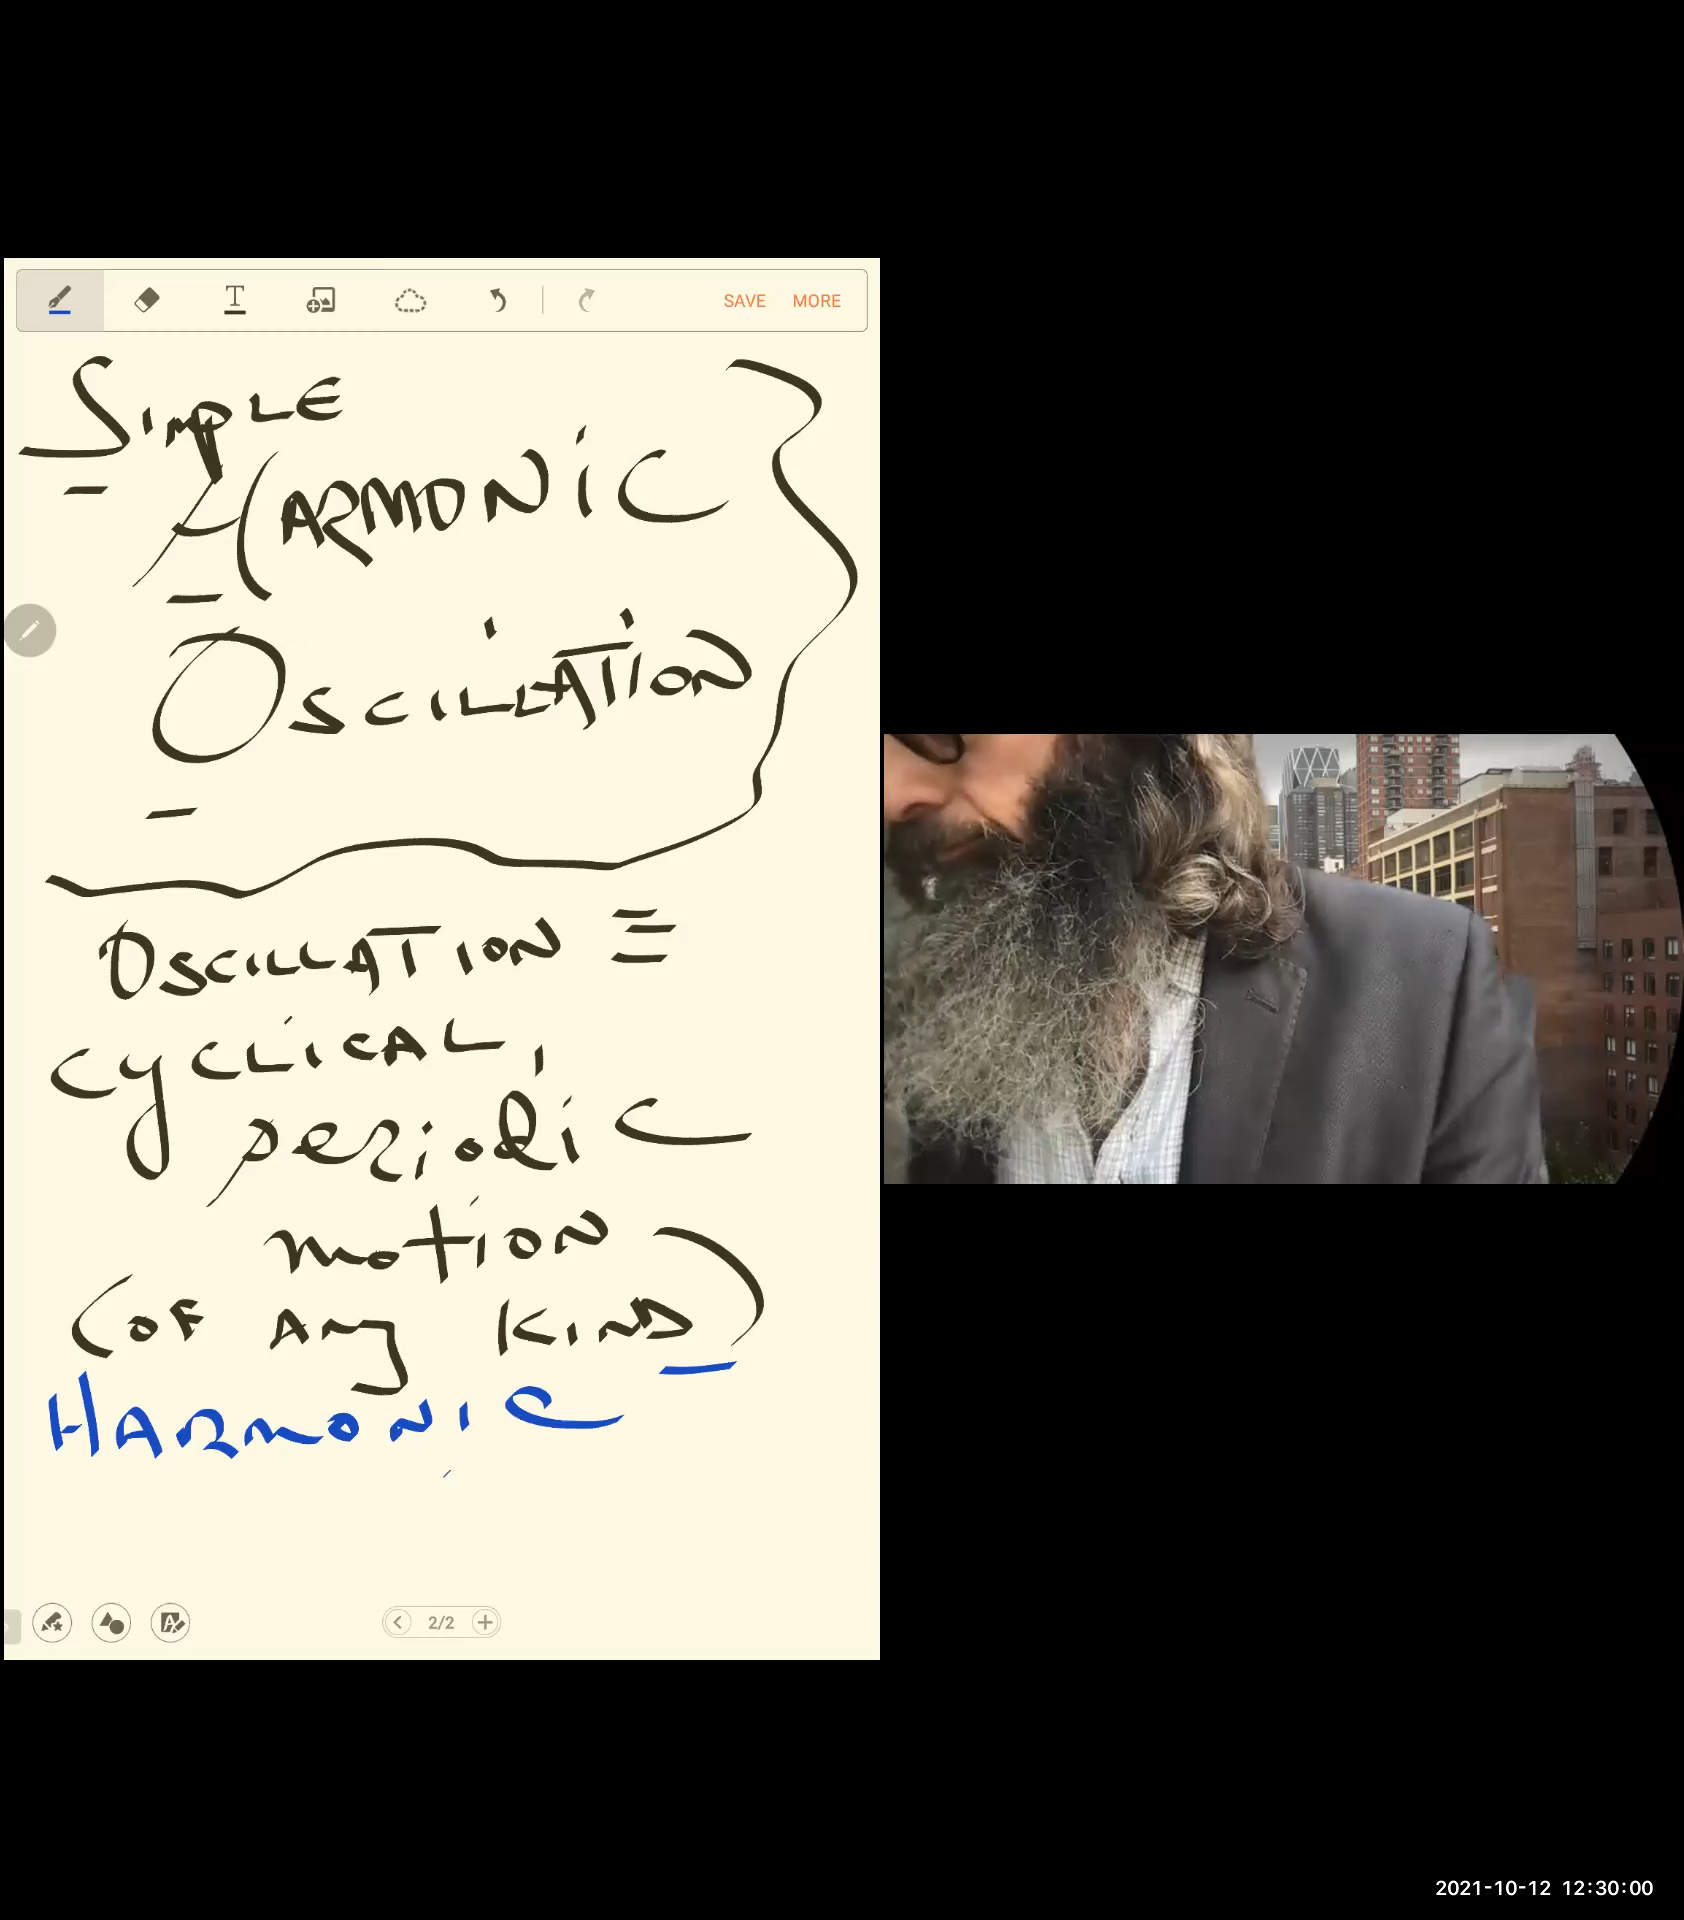 SAVE MORE
SIMPLE
HARMONIC
OSCILLATION
OSCILLATION ≡
CYCLICAL,
periodic
motion
(OF ANY KIND)
HARMONIC
2/2
2021-10-12 12:30:00